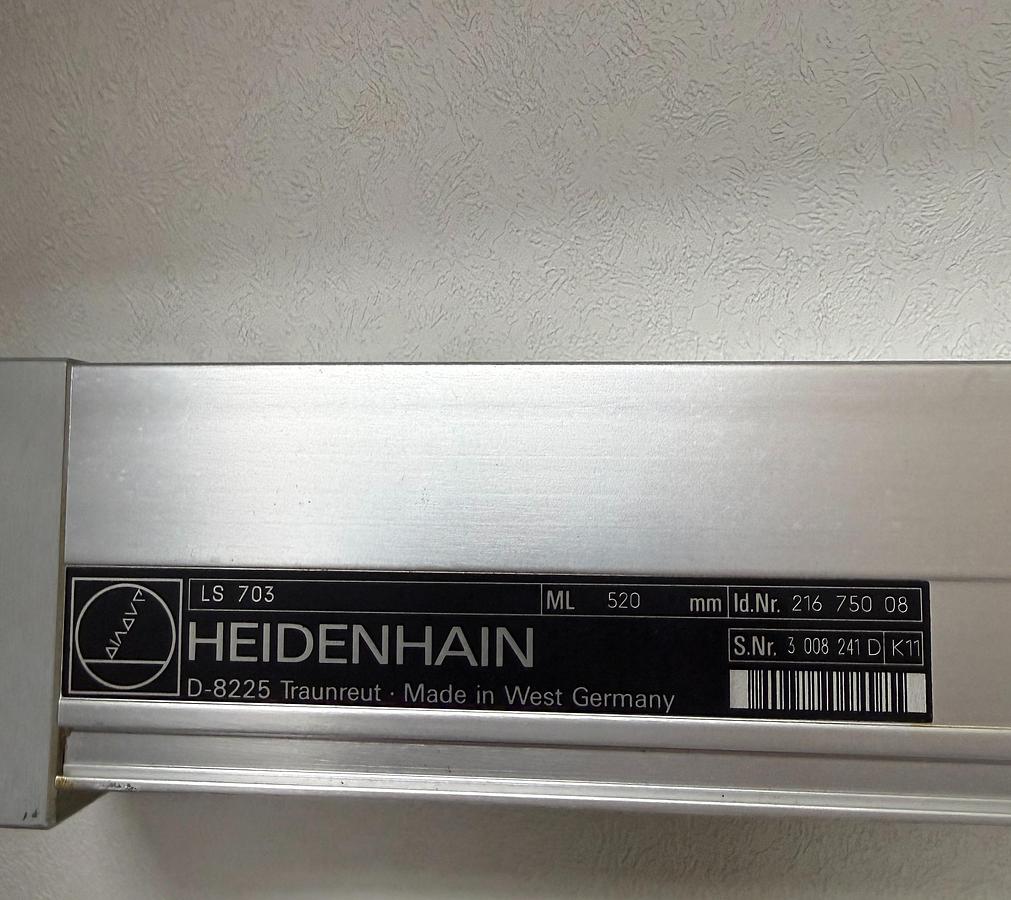 LS 703 ML 520 mm Id.Nr. 216 750 08
HEIDENHAIN S.Nr. 3 008 241 D K11
D-8225 Traunreut · Made in West Germany